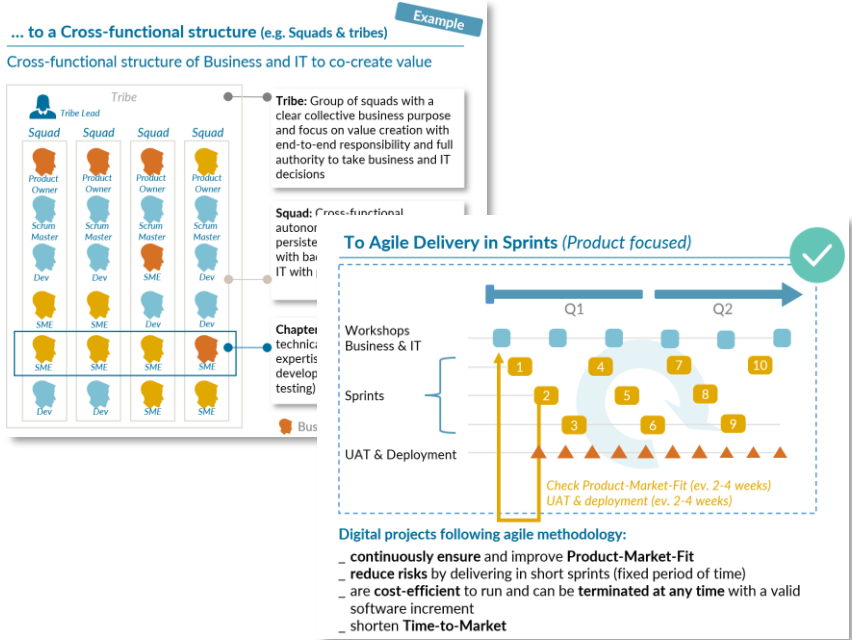 Example
... to a Cross-functional structure (e.g. Squads & tribes)
Cross-functional structure of Business and IT to co-create value
Tribe
Tribe Lead
Squad Squad Squad Squad
Product Owner Product Owner Product Owner Product Owner
Scrum Master Scrum Master Scrum Master Scrum Master
Dev Dev SME Dev
SME SME Dev Dev
SME SME SME SME
Dev Dev SME SME
Tribe: Group of squads with a
clear collective business purpose
and focus on value creation with
end-to-end responsibility and full
authority to take business and IT
decisions
Squad: Cross-functional
with
IT with
Chapter
testing)
To Agile Delivery in Sprints (Product focused)
Q1 Q2
Workshops
Business & IT
Sprints
1 4 7 10
2 5 8
3 6 9
UAT & Deployment
Check Product-Market-Fit (ev. 2-4 weeks)
UAT & deployment (ev. 2-4 weeks)
Digital projects following agile methodology:
_ continuously ensure and improve Product-Market-Fit
_ reduce risks by delivering in short sprints (fixed period of time)
_ are cost-efficient to run and can be terminated at any time with a valid
software increment
_ shorten Time-to-Market